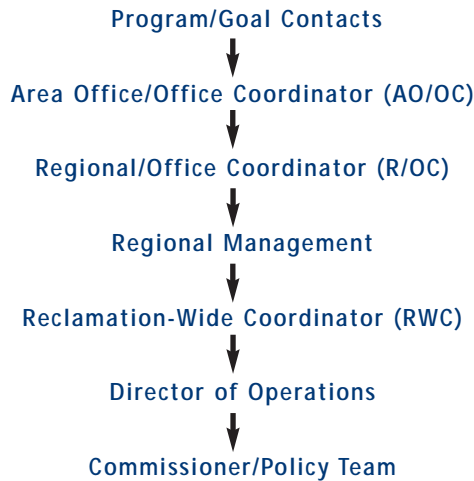 Program/Goal Contacts
Area Office/Office Coordinator (AO/OC)
Regional/Office Coordinator (R/OC)
Regional Management
Reclamation-Wide Coordinator (RWC)
Director of Operations
Commissioner/Policy Team